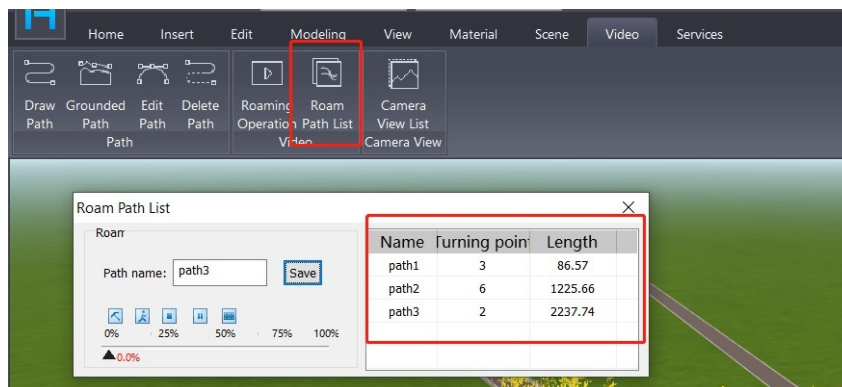 Home Insert Edit Modeling View Material Scene Video Services
Draw Path
Grounded Path
Edit Path
Delete Path
Roaming Operation
Roam Path List
Camera View List
Path Video Camera View
Roam Path List
Roam
Path name: path3 Save
0% 25% 50% 75% 100%
0.0%
Name Turning point Length
path1 3 86.57
path2 6 1225.66
path3 2 2237.74